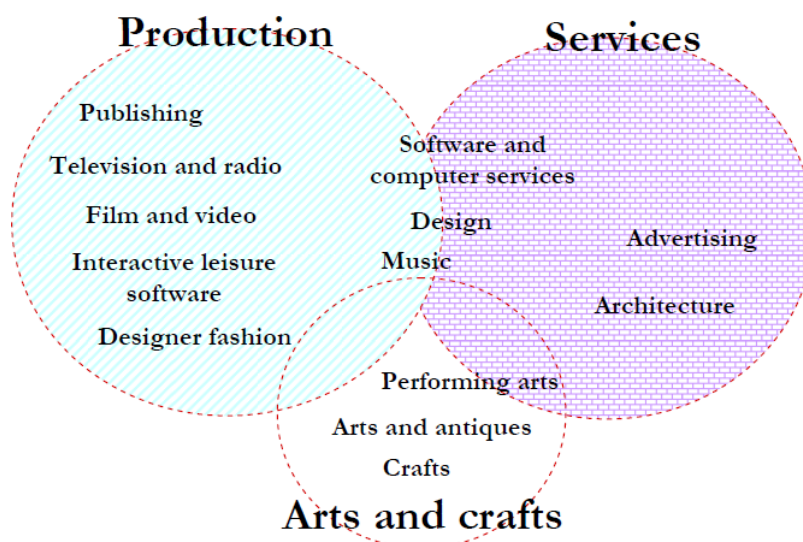 Production
Services
Publishing
Television and radio
Film and video
Interactive leisure
software
Designer fashion
Software and
computer services
Design
Music
Advertising
Architecture
Performing arts
Arts and antiques
Crafts
Arts and crafts